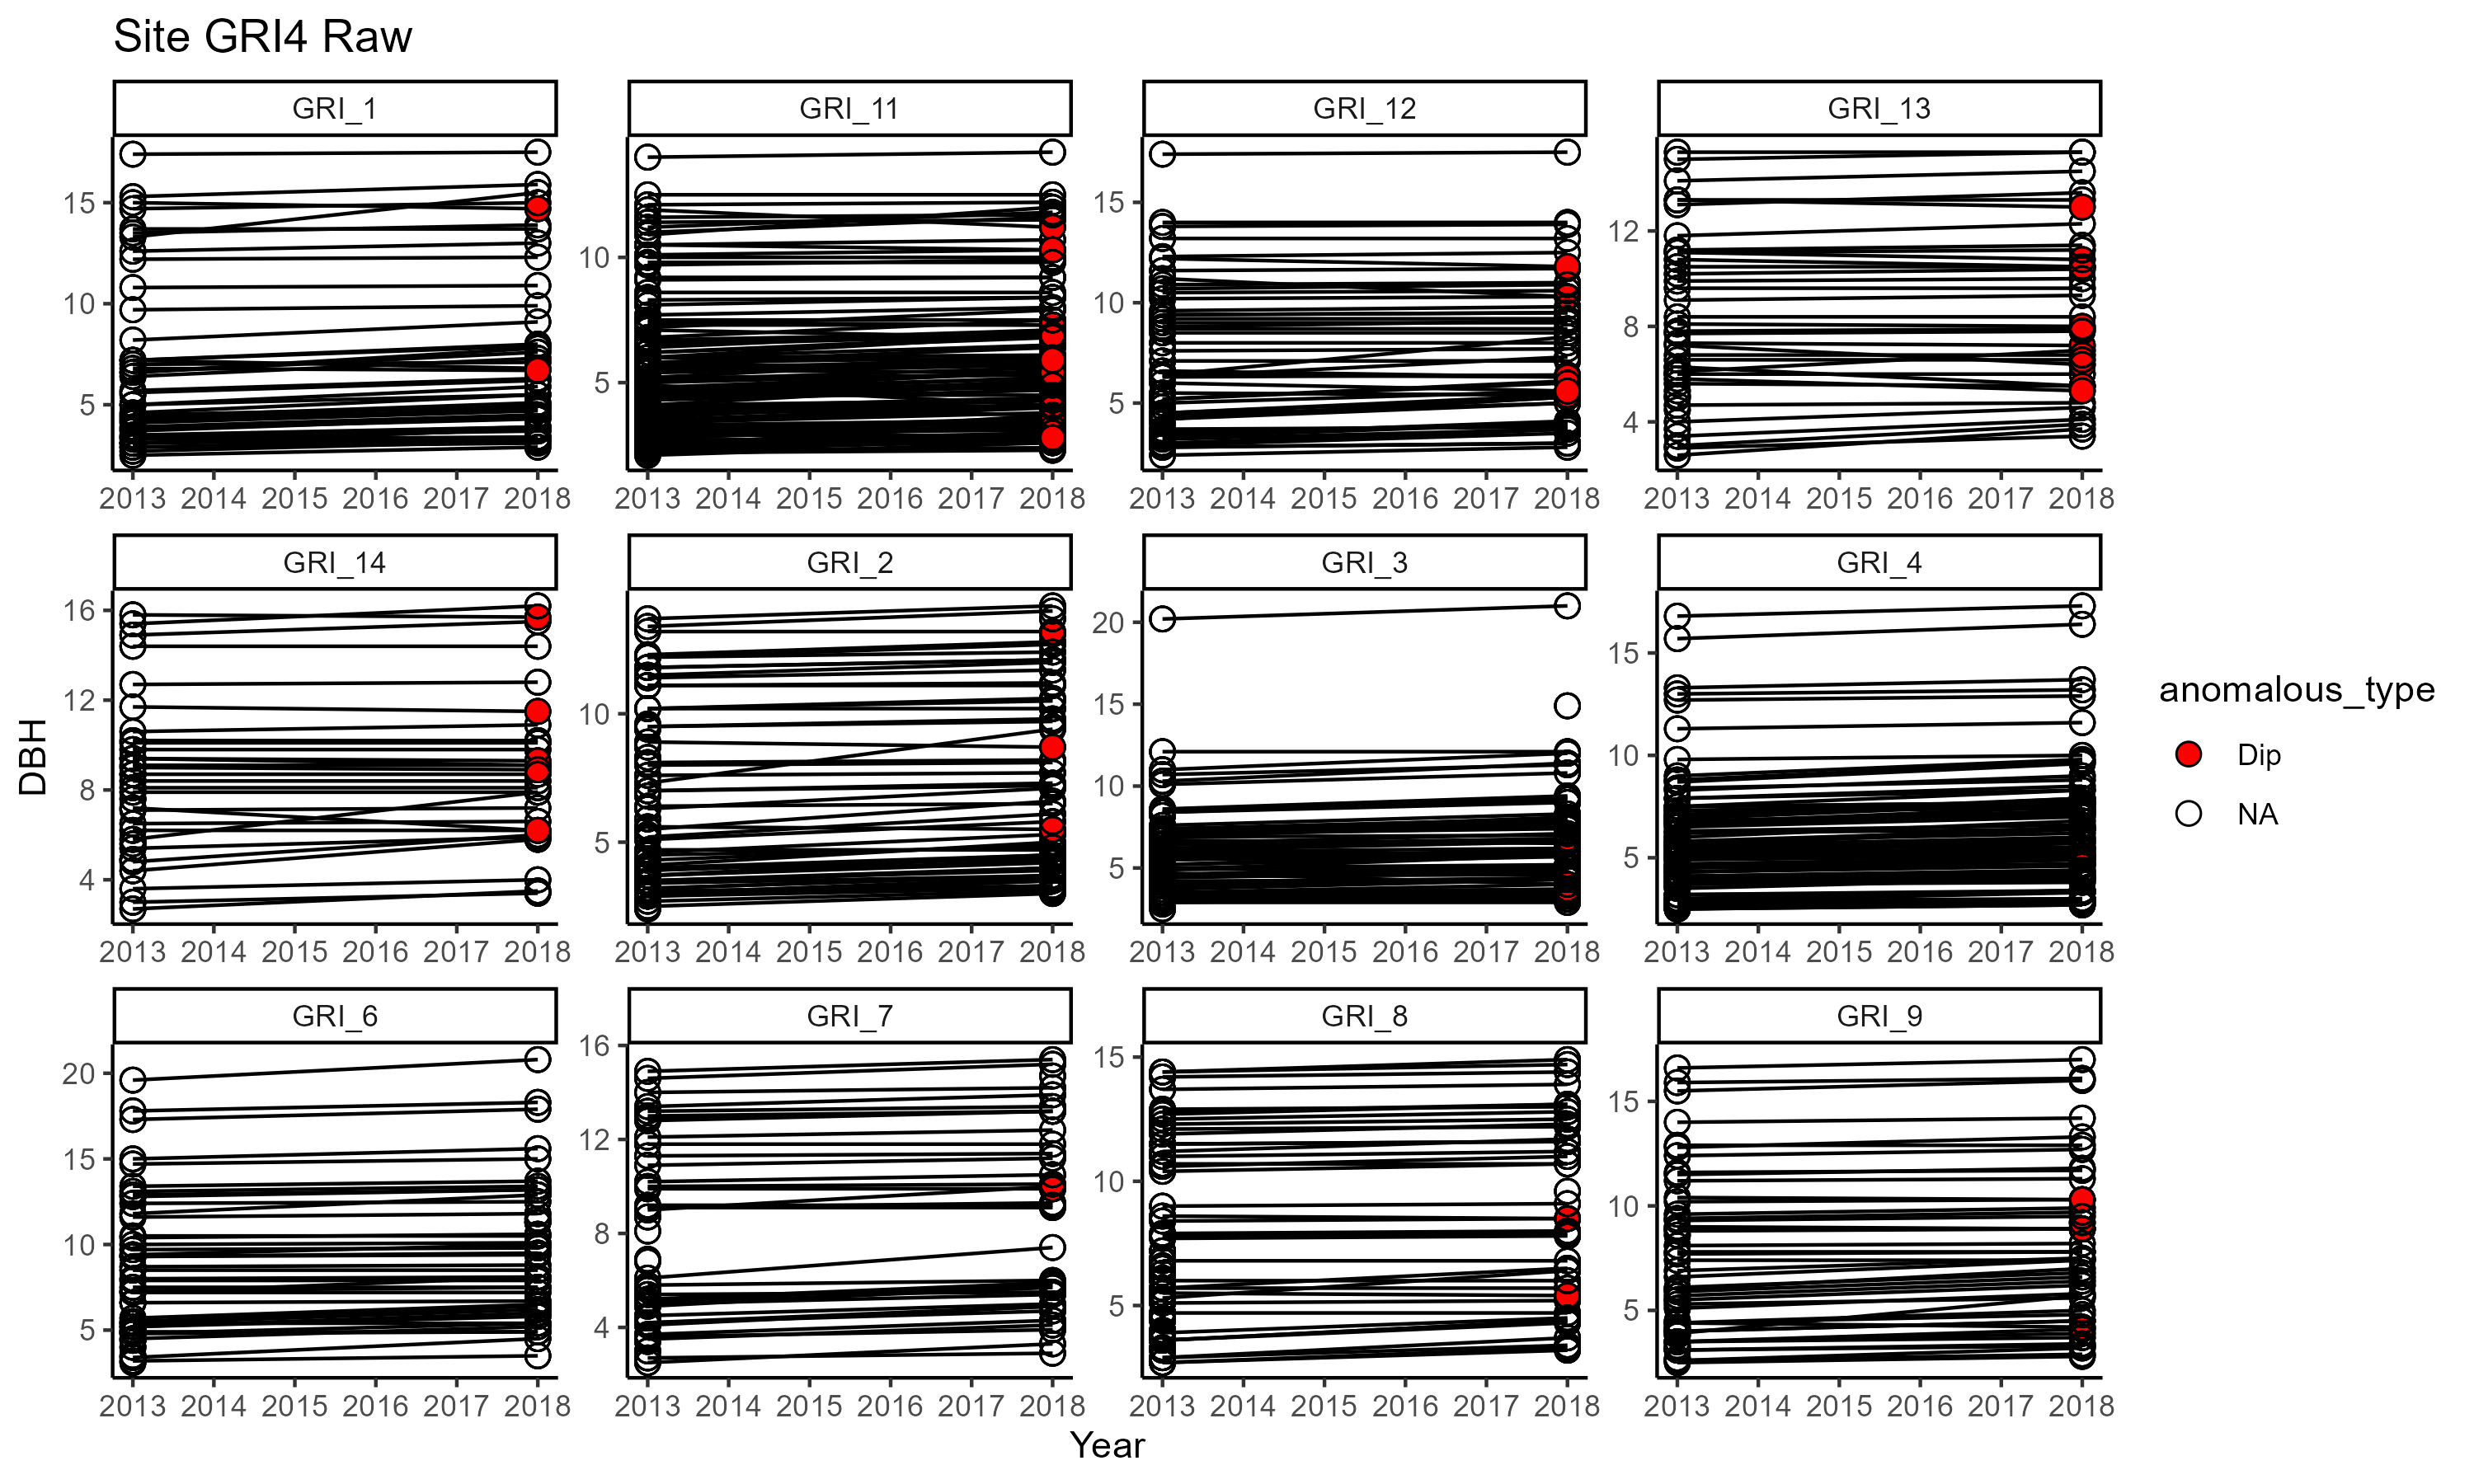 Site GRI4 Raw
GRI_1 GRI_11 GRI_12 GRI_13
15 10 5
10 5
15 10 5
12 8 4
2013 2014 2015 2016 2017 2018 2013 2014 2015 2016 2017 2018 2013 2014 2015 2016 2017 2018 2013 2014 2015 2016 2017 2018
GRI_14 GRI_2 GRI_3 GRI_4
16 12 8 4
10 5
20 15 10 5
15 10 5
2013 2014 2015 2016 2017 2018 2013 2014 2015 2016 2017 2018 2013 2014 2015 2016 2017 2018 2013 2014 2015 2016 2017 2018
GRI_6 GRI_7 GRI_8 GRI_9
20 15 10 5
16 12 8 4
15 10 5
15 10 5
2013 2014 2015 2016 2017 2018 2013 2014 2015 2016 2017 2018 2013 2014 2015 2016 2017 2018 2013 2014 2015 2016 2017 2018
DBH
Year
anomalous_type
Dip
NA